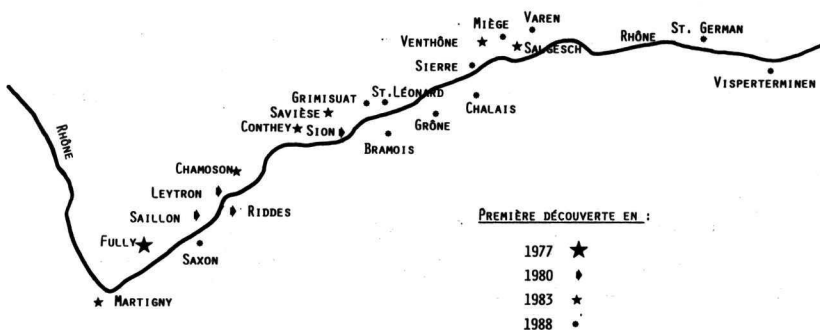 MIÈGE
VAREN
VENTHÔNE
SALGESCH
RHÔNE
ST. GERMAN
SIERRE
VISPERTERMINEN
GRIMISUAT
ST.LÉONARD
CHALAIS
SAVIÈSE
CONTHEY
SION
GRÔNE
BRAMOIS
RHÔNE
CHAMOSON
LEYTRON
SAILLON
RIDDES
FULLY
SAXON
MARTIGNY
PREMIÈRE DÉCOUVERTE EN :
1977
1980
1983
1988